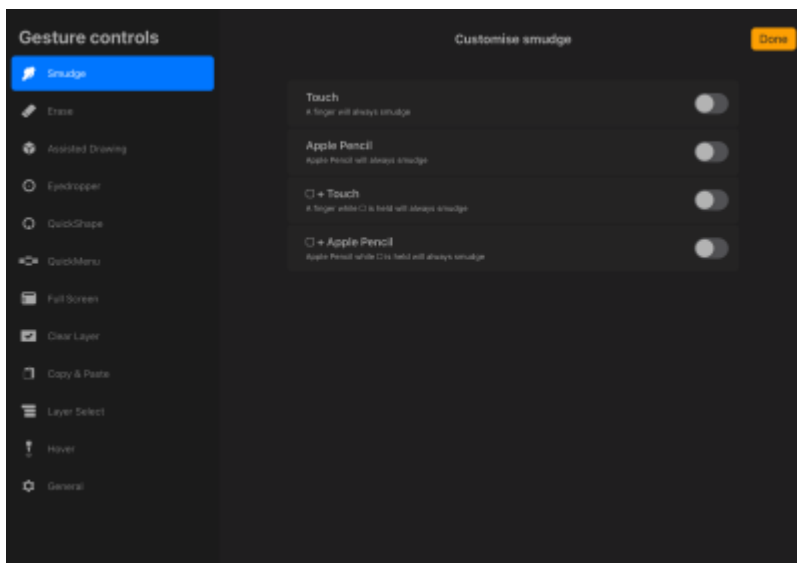 Gesture controls
Customise smudge
Done
Smudge
Erase
Assisted Drawing
Eyedropper
QuickShape
QuickMenu
Full Screen
Clear Layer
Copy & Paste
Layer Select
Hover
General
Touch
A finger will always smudge
Apple Pencil
Apple Pencil will always smudge
▢ + Touch
A finger while ▢ is held will always smudge
▢ + Apple Pencil
Apple Pencil while ▢ is held will always smudge